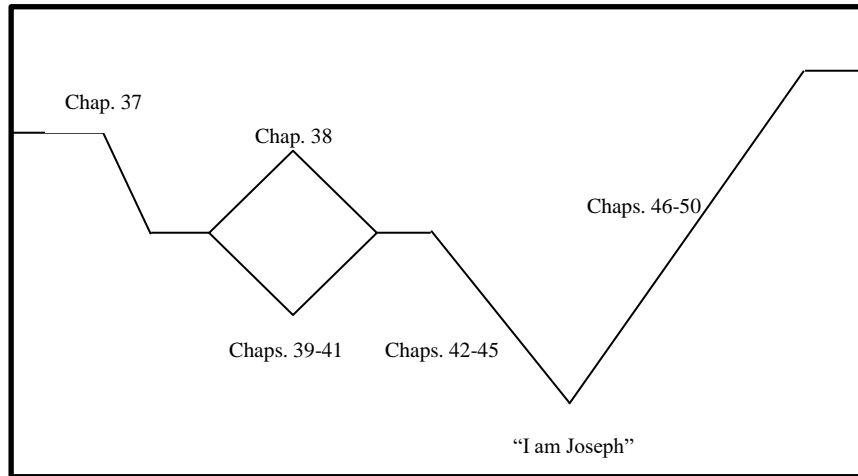 Chap. 37
Chap. 38
Chaps. 46-50
Chaps. 39-41
Chaps. 42-45
“I am Joseph”